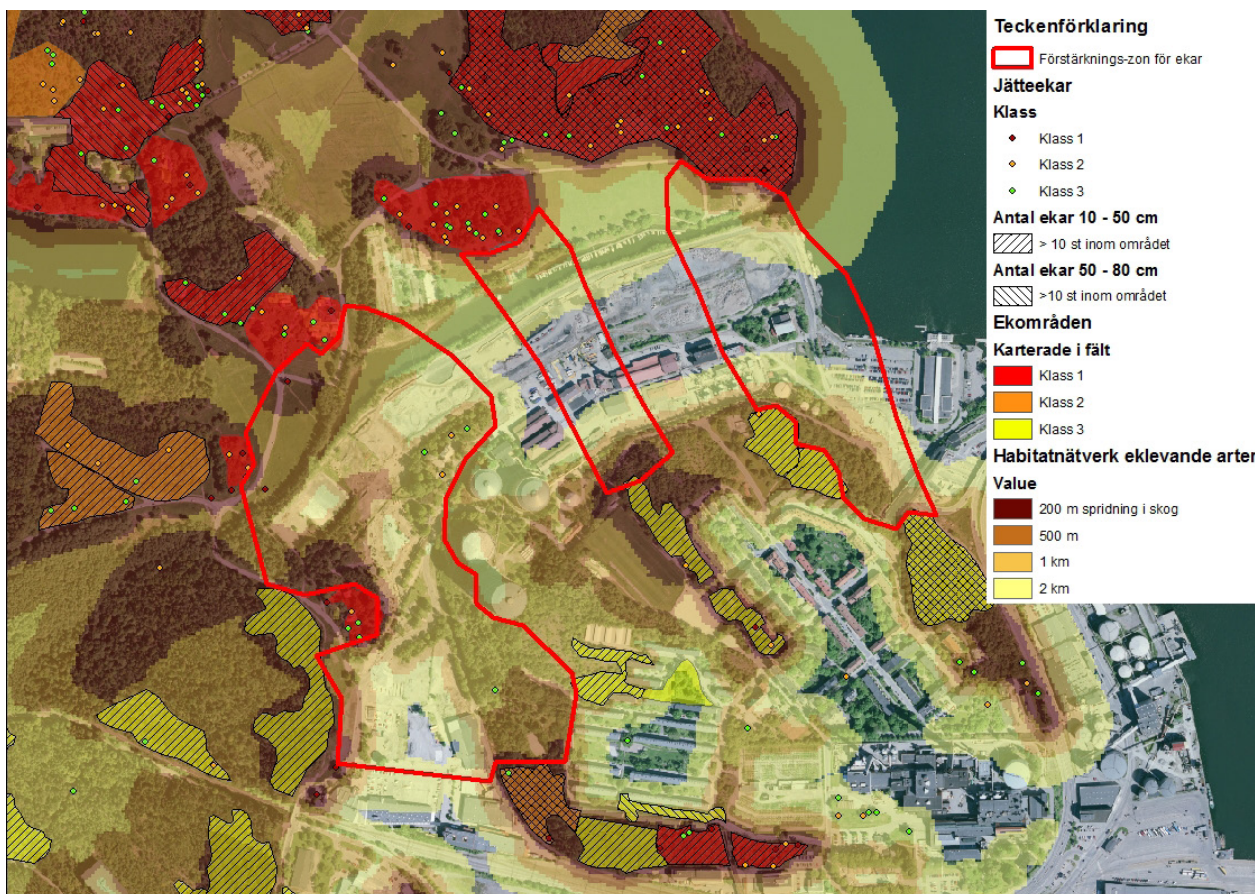 Teckenförklaring
Förstärknings-zon för ekar
Jätteekar
Klass
Klass 1
Klass 2
Klass 3
Antal ekar 10 - 50 cm
> 10 st inom området
Antal ekar 50 - 80 cm
>10 st inom området
Ekområden
Karterade i fält
Klass 1
Klass 2
Klass 3
Habitatnätverk eklevande arter
Value
200 m spridning i skog
500 m
1 km
2 km